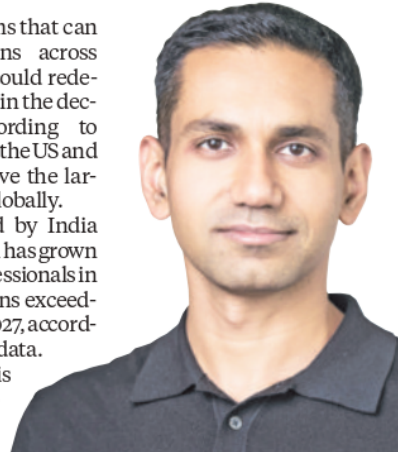 ns that can
ns across
ould rede-
in the dec-
ording to
the US and
ve the lar-
lobally.
d by India
has grown
essionals in
ns exceed-
027, accord-
data.
is